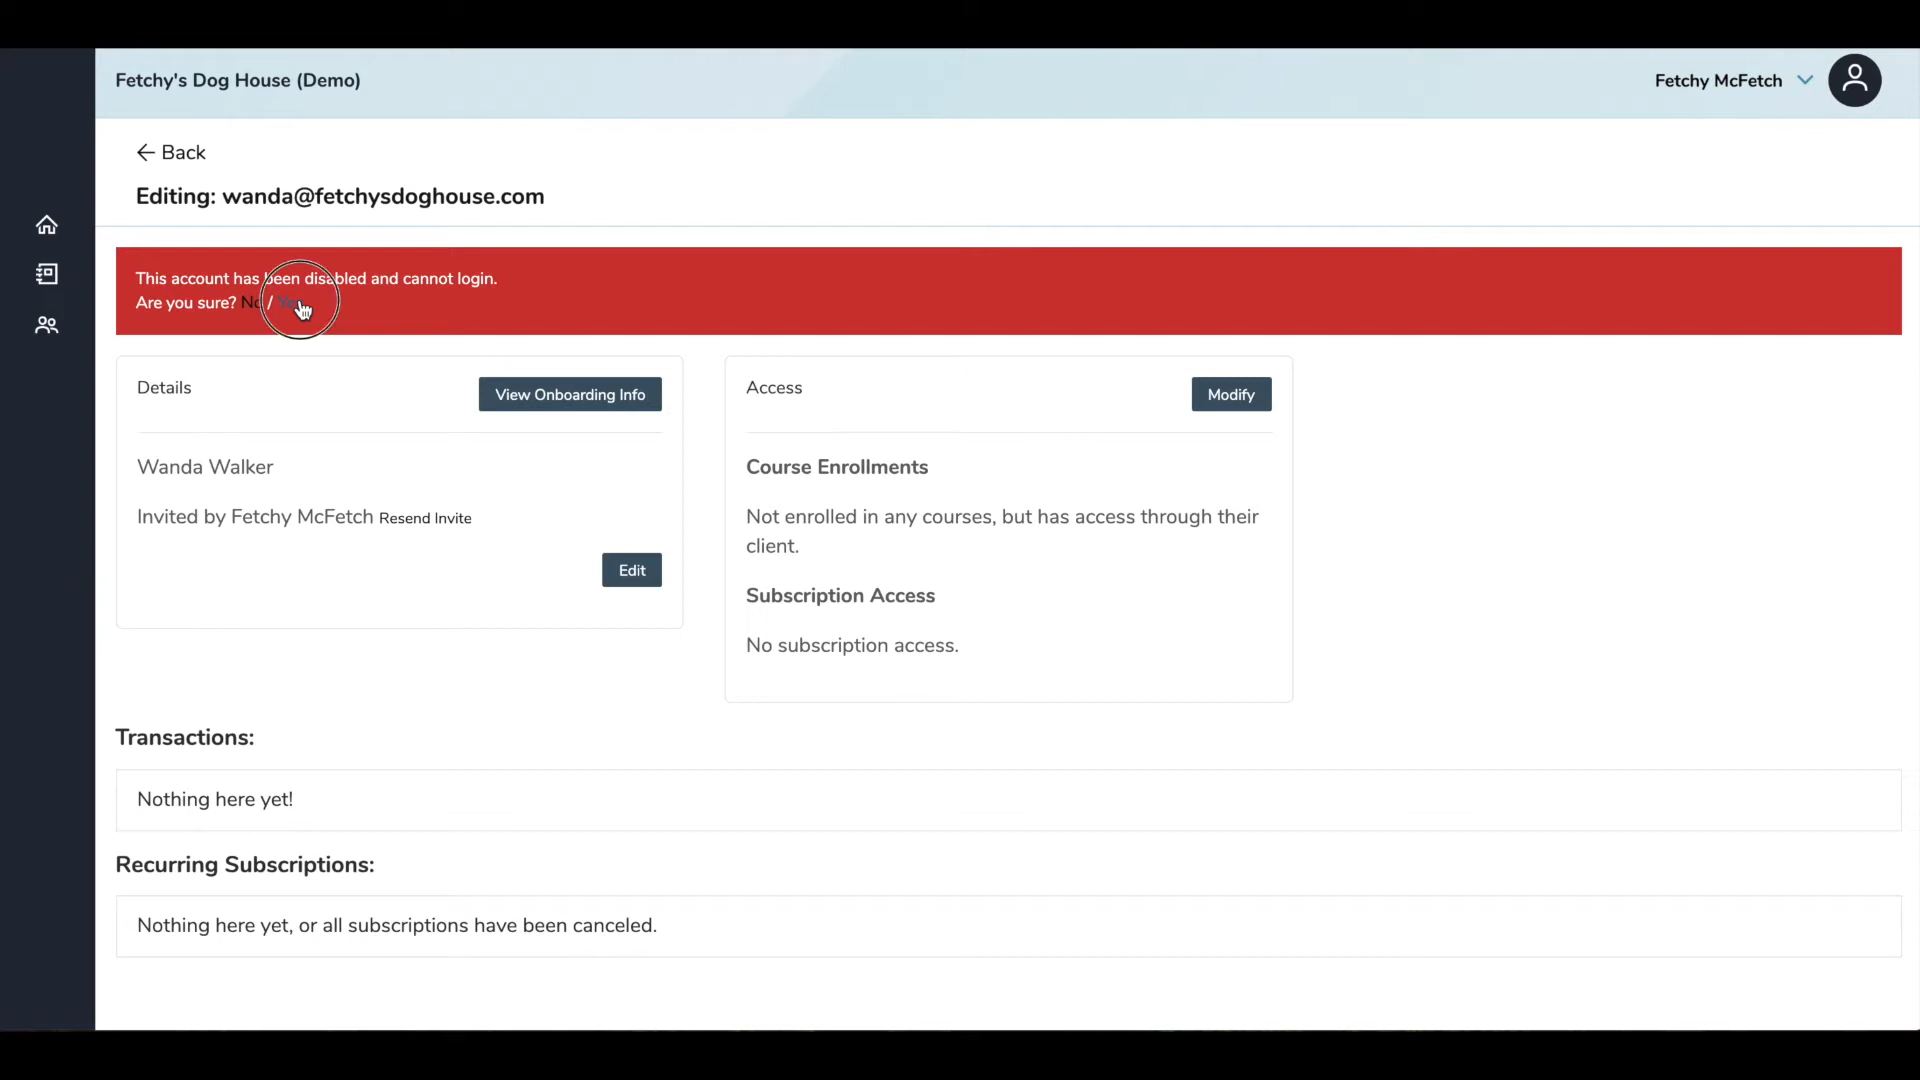 Fetchy's Dog House (Demo)
Fetchy McFetch
Back
Editing: wanda@fetchysdoghouse.com
This account has been disabled and cannot login.
Are you sure? No / Yes
Details
View Onboarding Info
Wanda Walker
Invited by Fetchy McFetch Resend Invite
Edit
Access
Modify
Course Enrollments
Not enrolled in any courses, but has access through their
client.
Subscription Access
No subscription access.
Transactions:
Nothing here yet!
Recurring Subscriptions:
Nothing here yet, or all subscriptions have been canceled.